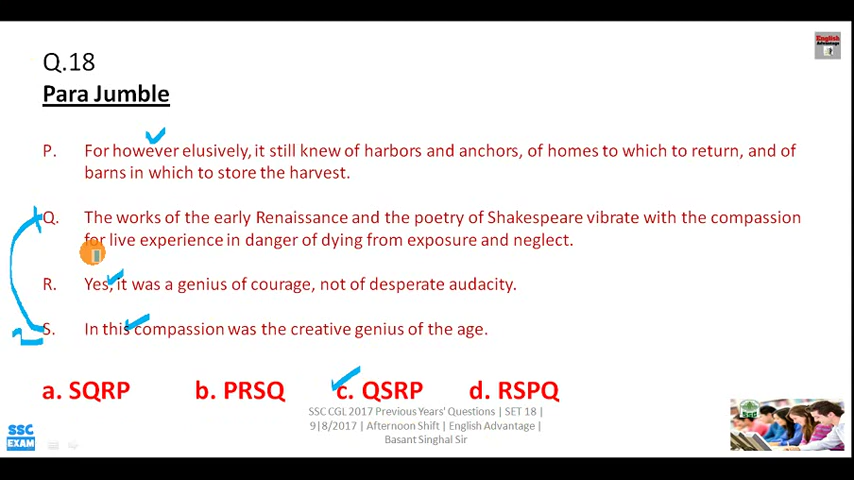 English
Advantage
Q.18
Para Jumble
P. For however elusively, it still knew of harbors and anchors, of homes to which to return, and of
barns in which to store the harvest.
Q. The works of the early Renaissance and the poetry of Shakespeare vibrate with the compassion
for live experience in danger of dying from exposure and neglect.
R. Yes, it was a genius of courage, not of desperate audacity.
S. In this compassion was the creative genius of the age.
a. SQRP b. PRSQ c. QSRP d. RSPQ
SSC CGL 2017 Previous Years' Questions | SET 18 |
9|8/2017 | Afternoon Shift | English Advantage |
Basant Singhal Sir
SSC
EXAM